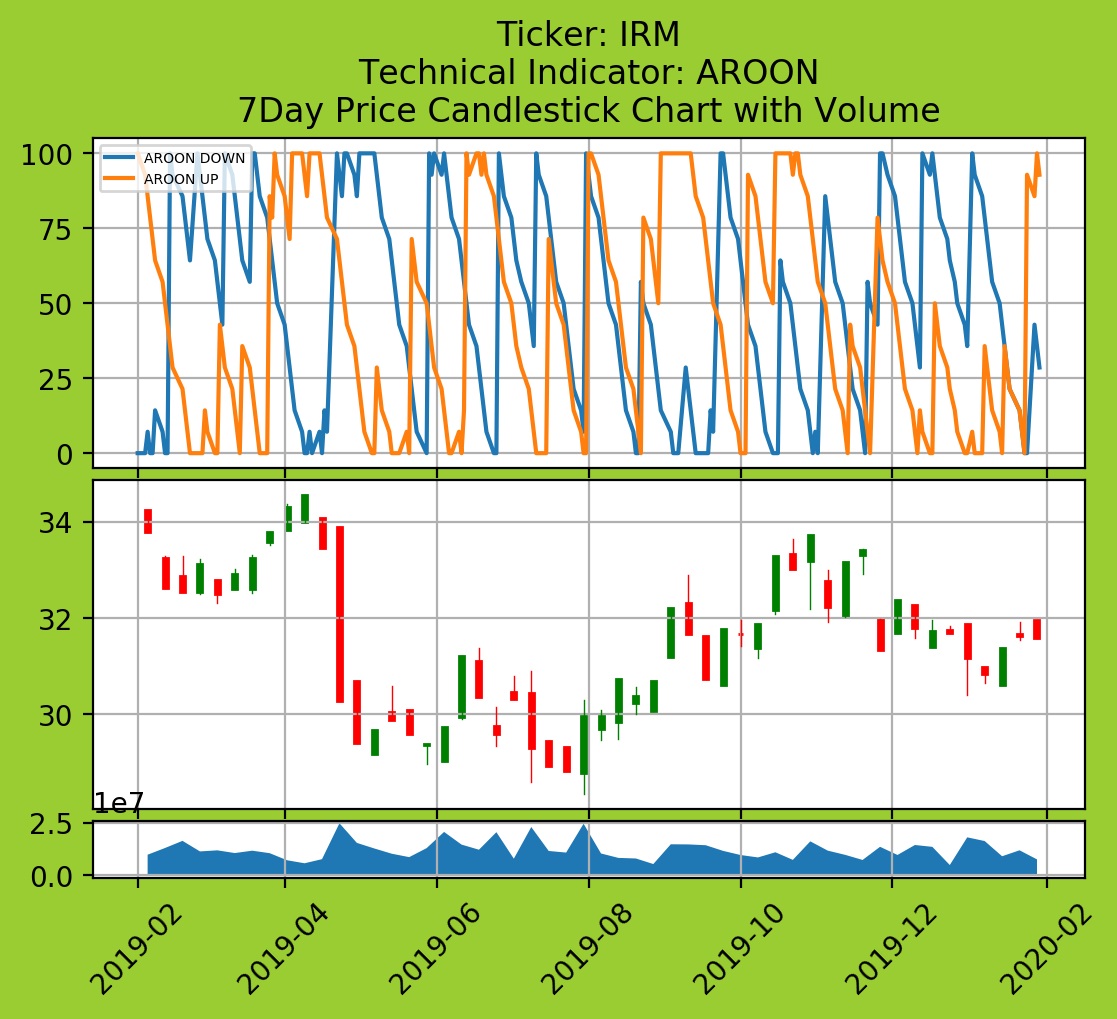 Ticker: IRM
Technical Indicator: AROON
7Day Price Candlestick Chart with Volume
100
75
50
25
0
AROON DOWN
AROON UP
34
32
30
1e7
2.5
0.0
2019-02
2019-04
2019-06
2019-08
2019-10
2019-12
2020-02